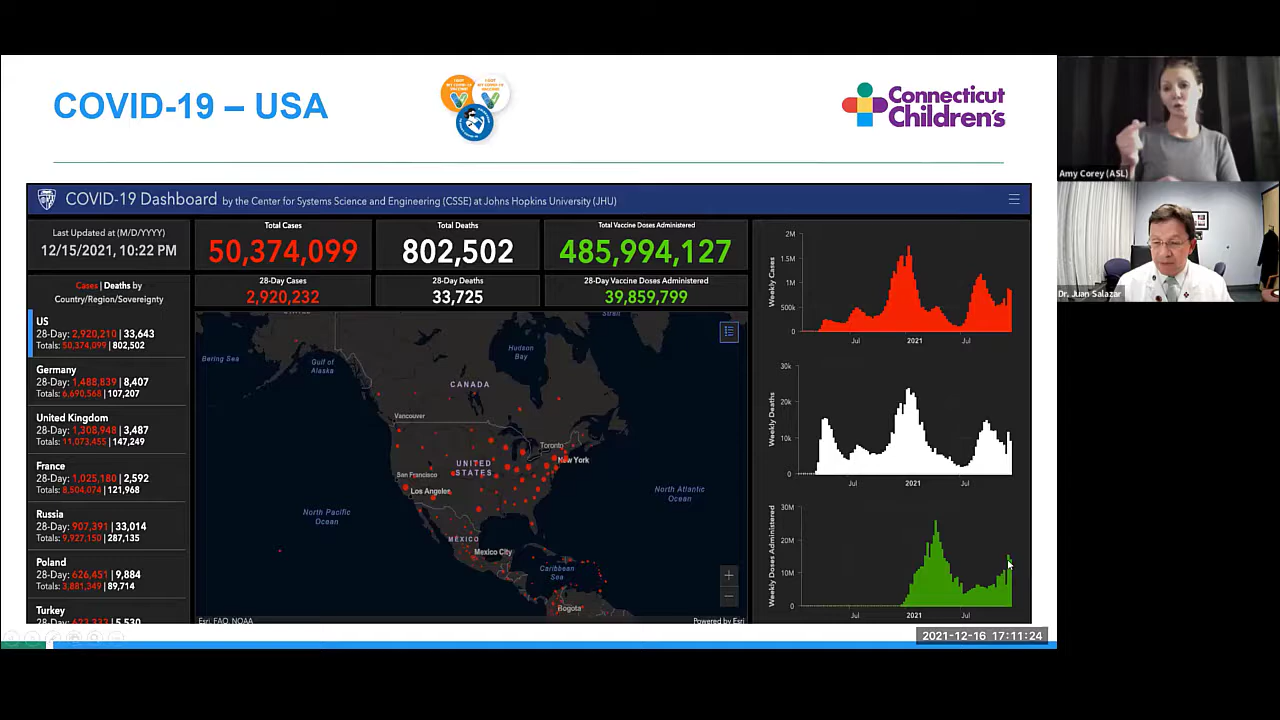 COVID-19 – USA
Connecticut
Children's
COVID-19 Dashboard by the Center for Systems Science and Engineering (CSSE) at Johns Hopkins University (JHU)
Last Updated at (M/D/YYYY)
12/15/2021, 10:22 PM
Cases | Deaths by
Country/Region/Sovereignty
US
28-Day: 2,920,210 | 33,643
Totals: 50,374,099 | 802,502
Germany
28-Day: 1,488,839 | 8,407
Totals: 6,690,568 | 107,207
United Kingdom
28-Day: 1,308,948 | 3,487
Totals: 11,073,455 | 147,249
France
28-Day: 1,025,180 | 2,592
Totals: 8,504,074 | 121,968
Russia
28-Day: 907,391 | 33,014
Totals: 9,927,150 | 287,135
Poland
28-Day: 626,451 | 9,884
Totals: 3,881,349 | 89,714
Turkey
28-Day: 623,333 | 5,530
Total Cases
50,374,099
Total Deaths
802,502
Total Vaccine Doses Administered
485,994,127
28-Day Cases
2,920,232
28-Day Deaths
33,725
28-Day Vaccine Doses Administered
39,859,799
Bering Sea
Gulf of
Alaska
Hudson
Bay
CANADA
Vancouver
Toronto
UNITED
STATES
New York
San Francisco
Los Angeles
North Pacific
Ocean
North Atlantic
Ocean
MÉXICO
Mexico City
Caribbean
Sea
Bogota
Esri, FAO, NOAA
Powered by Esri
Weekly Cases
2M
1.5M
1M
500k
0
Jul
2021
Jul
Weekly Deaths
30k
20k
10k
0
Jul
2021
Jul
Weekly Doses Administered
30M
20M
10M
0
Jul
2021
Jul
2021-12-16 17:11:24
Amy Corey (ASL)
Dr. Juan Salazar